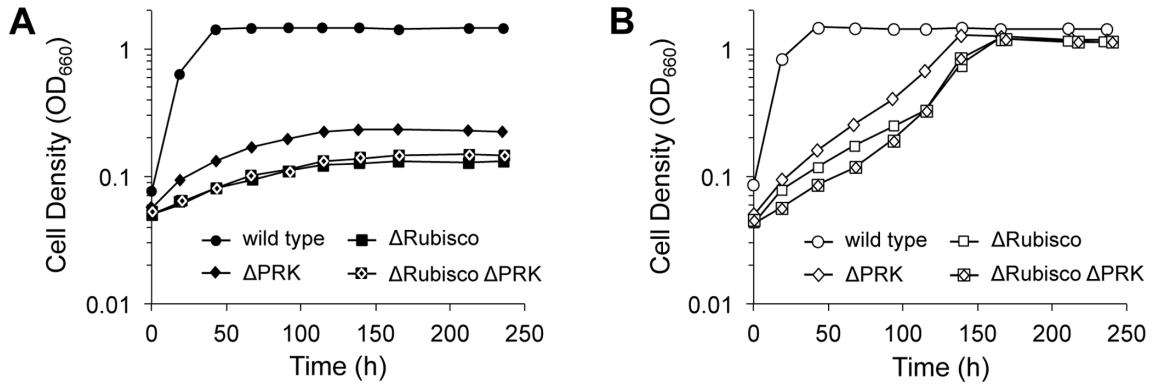 A
Cell Density (OD660)
1
0.1
0.01
0 50 100 150 200 250
Time (h)
wild type
ΔRubisco
ΔPRK
ΔRubisco ΔPRK
B
Cell Density (OD660)
1
0.1
0.01
0 50 100 150 200 250
Time (h)
wild type
ΔRubisco
ΔPRK
ΔRubisco ΔPRK